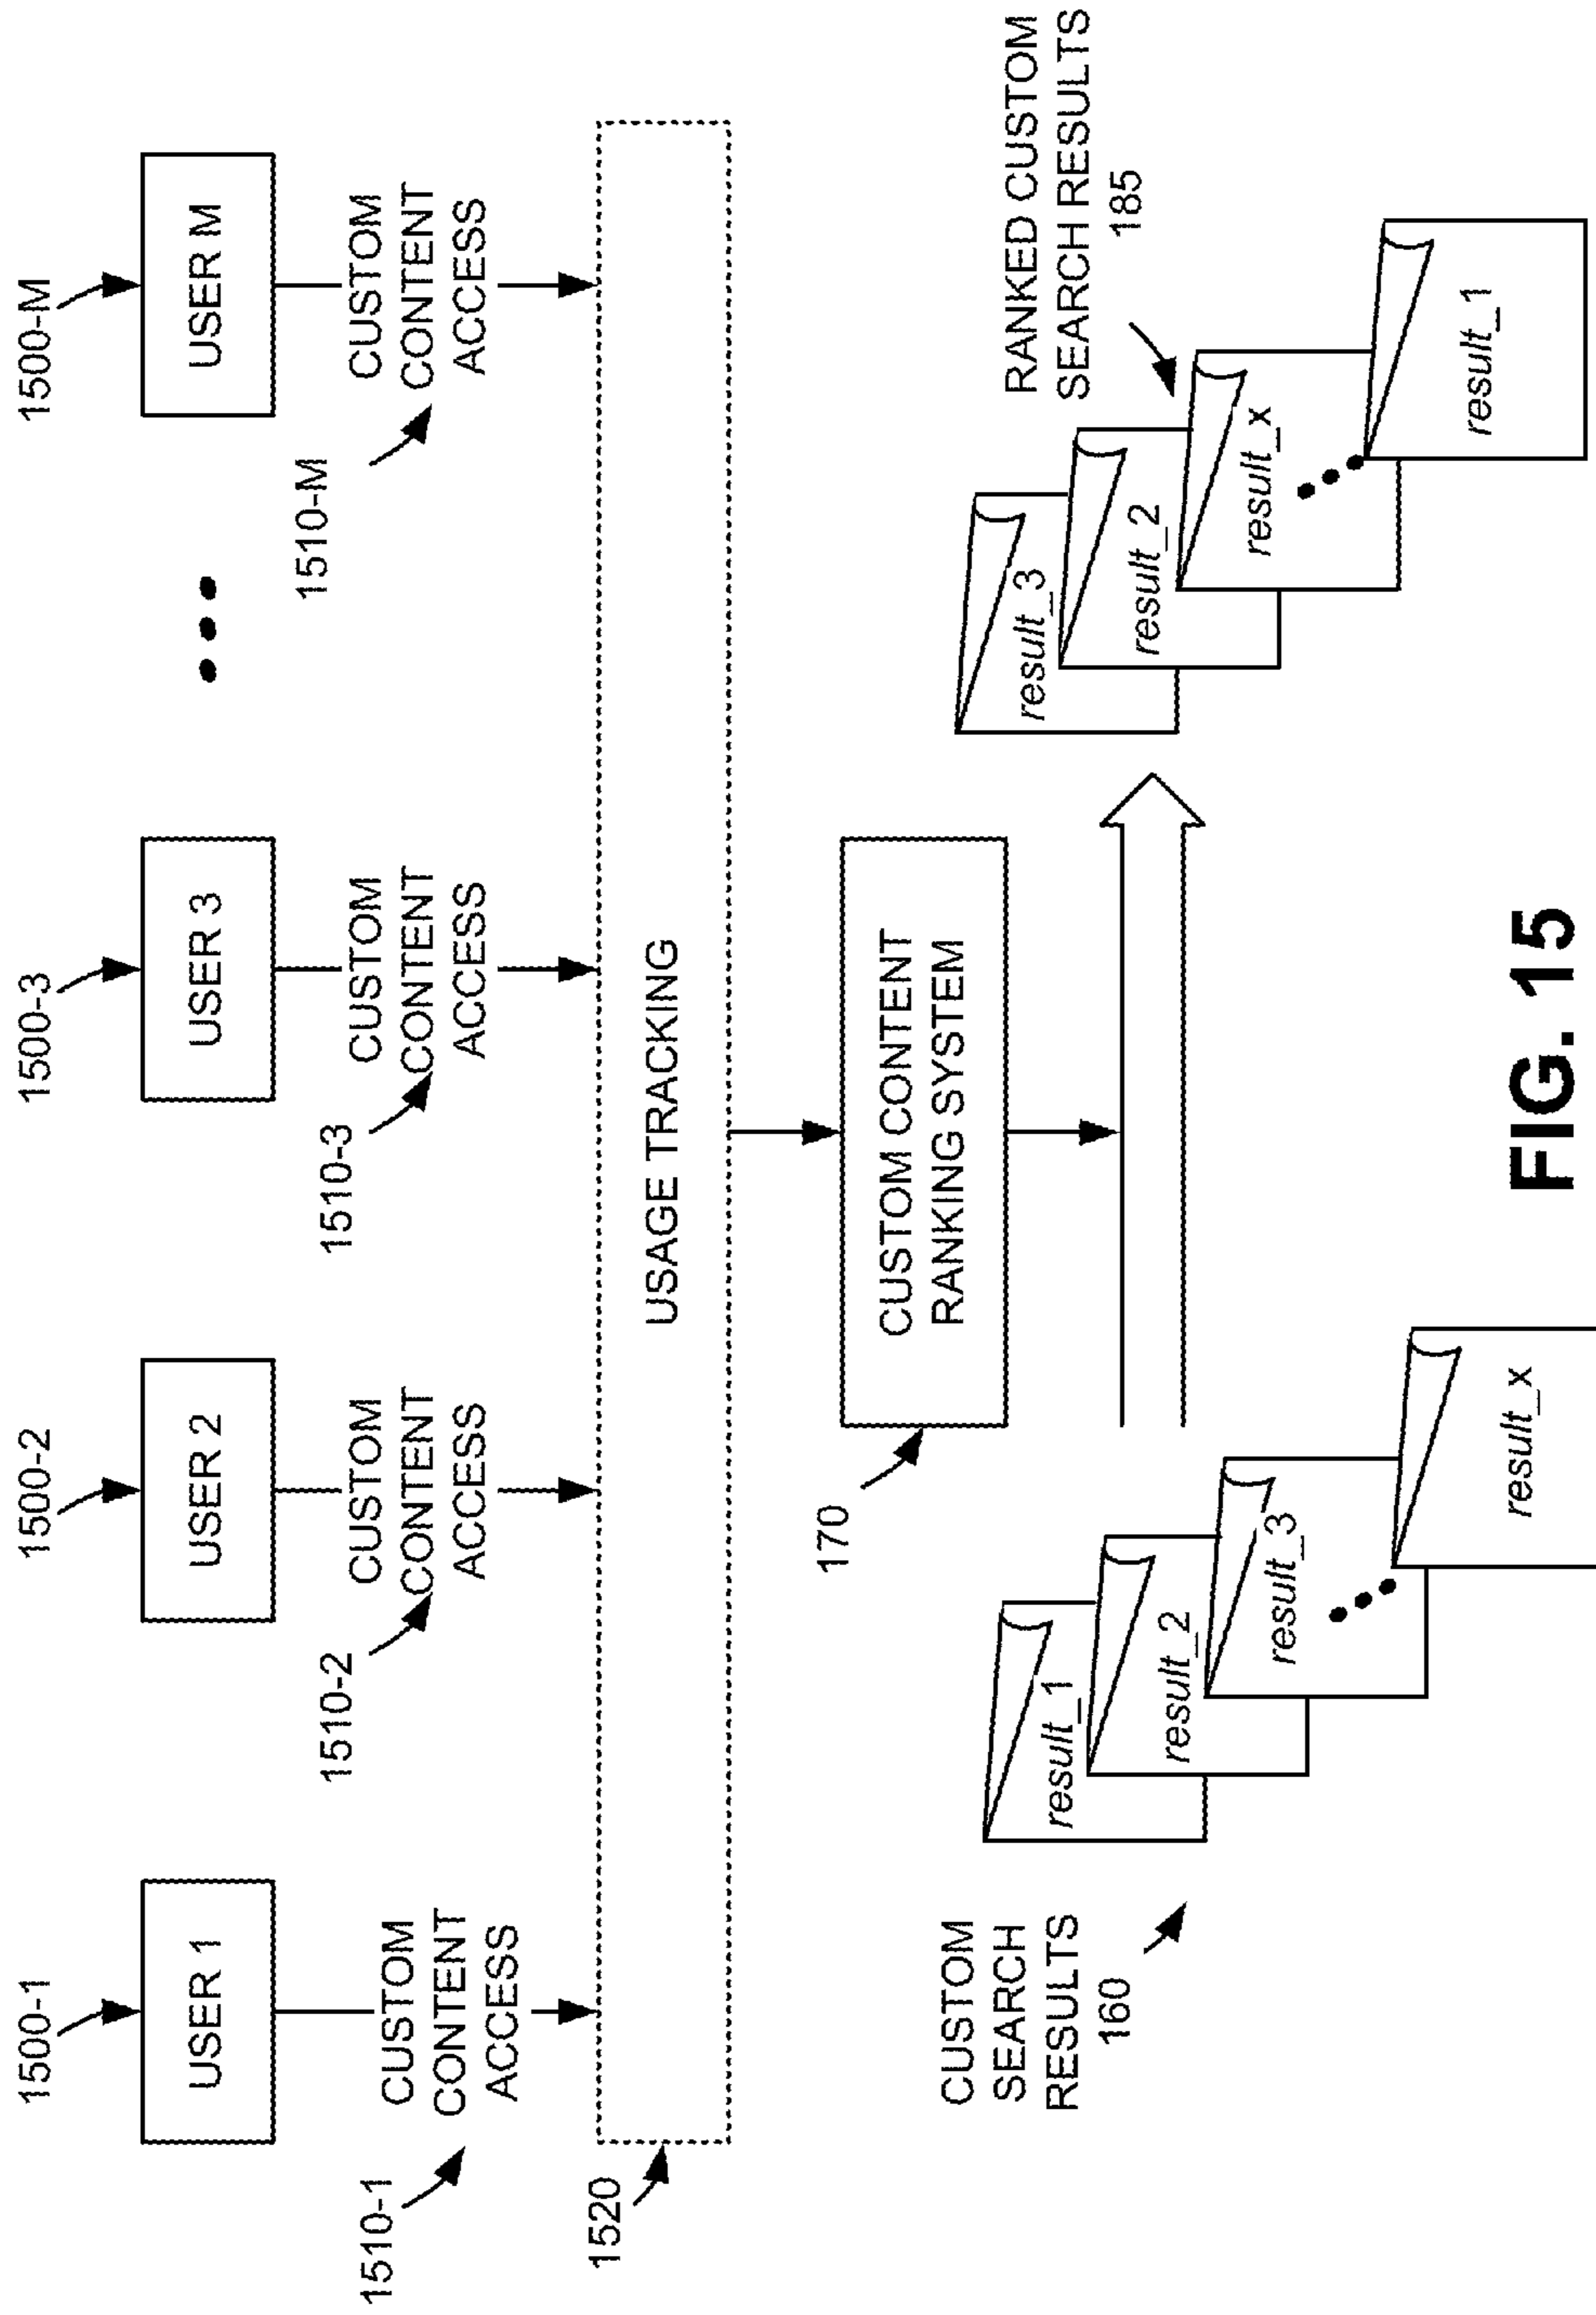 1500-1
1500-2
1500-3
1500-M
USER 1
USER 2
USER 3
USER M
1510-1
CUSTOM
CONTENT
ACCESS
1510-2
CUSTOM
CONTENT
ACCESS
1510-3
CUSTOM
CONTENT
ACCESS
1510-M
CUSTOM
CONTENT
ACCESS
1520
USAGE TRACKING
170
CUSTOM CONTENT
RANKING SYSTEM
CUSTOM
SEARCH
RESULTS
160
result_1
result_2
result_3
result_x
RANKED CUSTOM
SEARCH RESULTS
185
result_3
result_2
result_x
result_1
FIG. 15